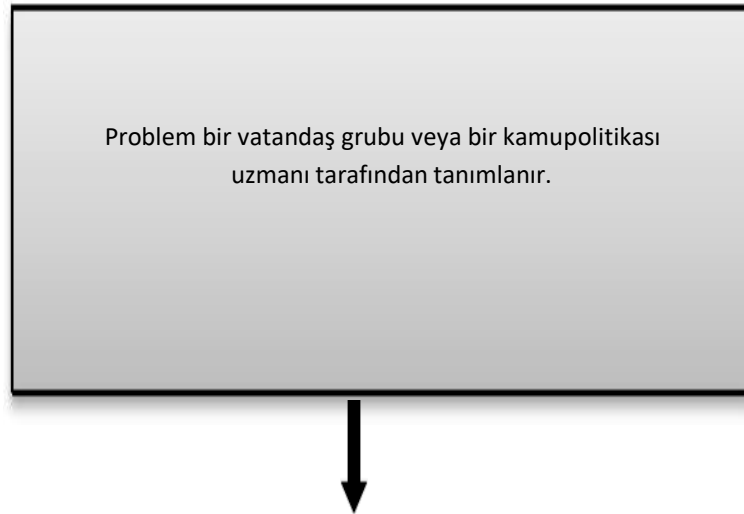 Problem bir vatandaş grubu veya bir kamupolitikası
uzmanı tarafından tanımlanır.